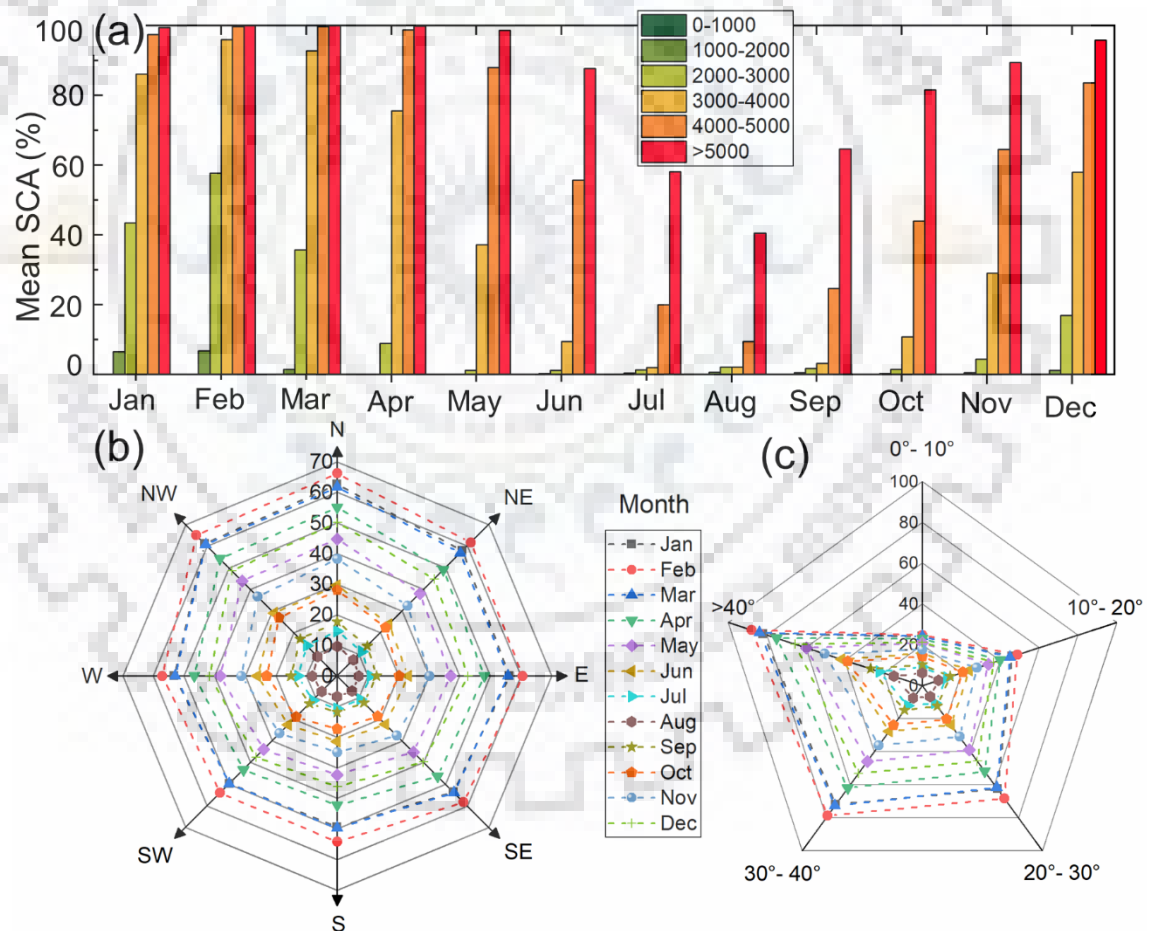 (a)
100
80
60
40
20
0
Mean SCA (%)
0-1000
1000-2000
2000-3000
3000-4000
4000-5000
>5000
Jan Feb Mar Apr May Jun Jul Aug Sep Oct Nov Dec
(b)
N
NE
E
SE
S
SW
W
NW
70
60
50
40
30
20
10
0
Month
Jan
Feb
Mar
Apr
May
Jun
Jul
Aug
Sep
Oct
Nov
Dec
(c)
0°- 10°
10°- 20°
20°- 30°
30°- 40°
>40°
100
80
60
40
20
0